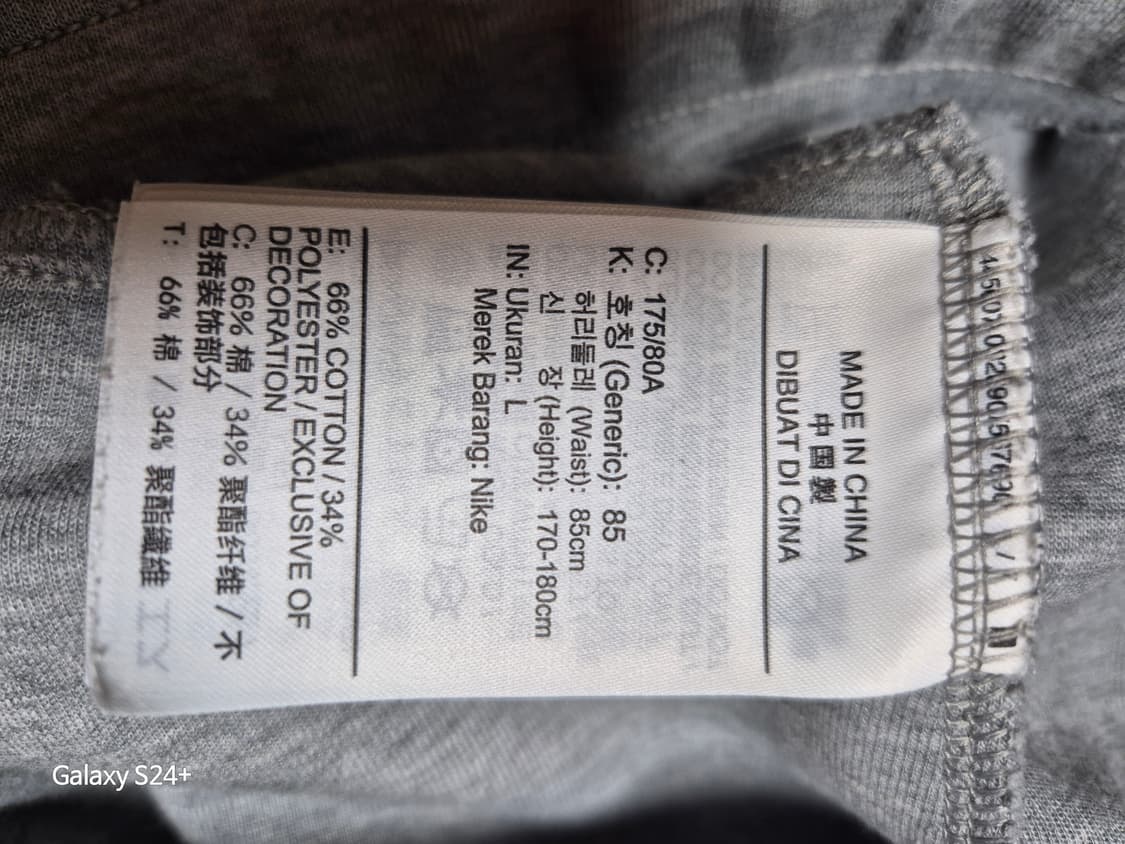 MADE IN CHINA
中國製
DIBUAT DI CINA
C: 175/80A
K: 호칭 (Generic): 85
허리둘레 (Waist): 85cm
신 장 (Height): 170-180cm
IN: Ukuran: L
Merek Barang: Nike
E: 66% COTTON / 34%
POLYESTER / EXCLUSIVE OF
DECORATION
C: 66% 棉 / 34% 聚酯纤维 / 不
包括装饰部分
T: 66% 棉 / 34% 聚酯纖維
Galaxy S24+